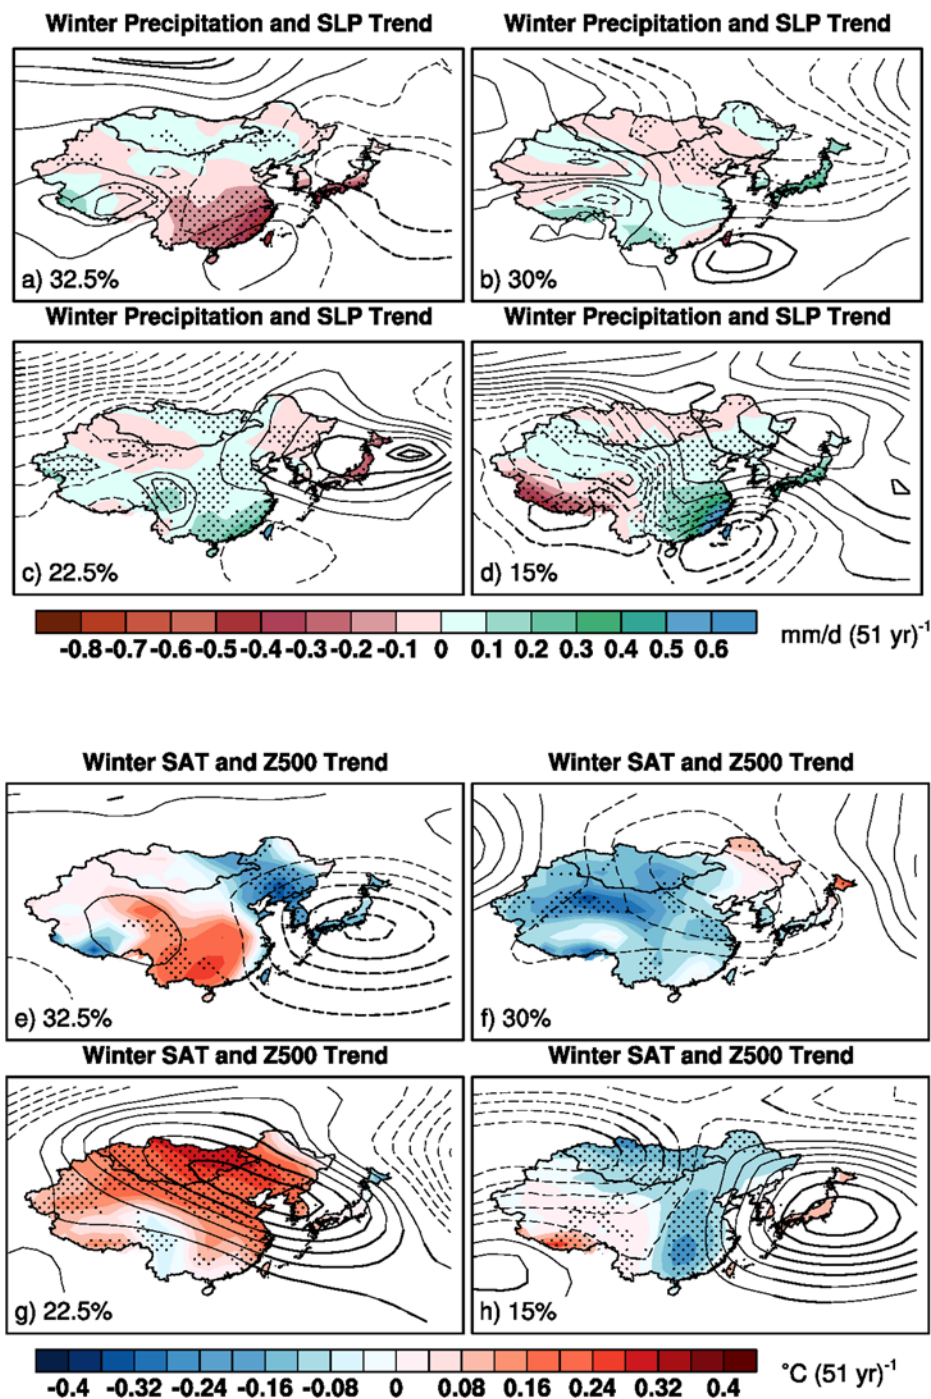 Winter Precipitation and SLP Trend Winter Precipitation and SLP Trend
a) 32.5% b) 30%
Winter Precipitation and SLP Trend Winter Precipitation and SLP Trend
c) 22.5% d) 15%
-0.8 -0.7 -0.6 -0.5 -0.4 -0.3 -0.2 -0.1 0 0.1 0.2 0.3 0.4 0.5 0.6 mm/d (51 yr)⁻¹
Winter SAT and Z500 Trend Winter SAT and Z500 Trend
e) 32.5% f) 30%
Winter SAT and Z500 Trend Winter SAT and Z500 Trend
g) 22.5% h) 15%
-0.4 -0.32 -0.24 -0.16 -0.08 0 0.08 0.16 0.24 0.32 0.4 °C (51 yr)⁻¹